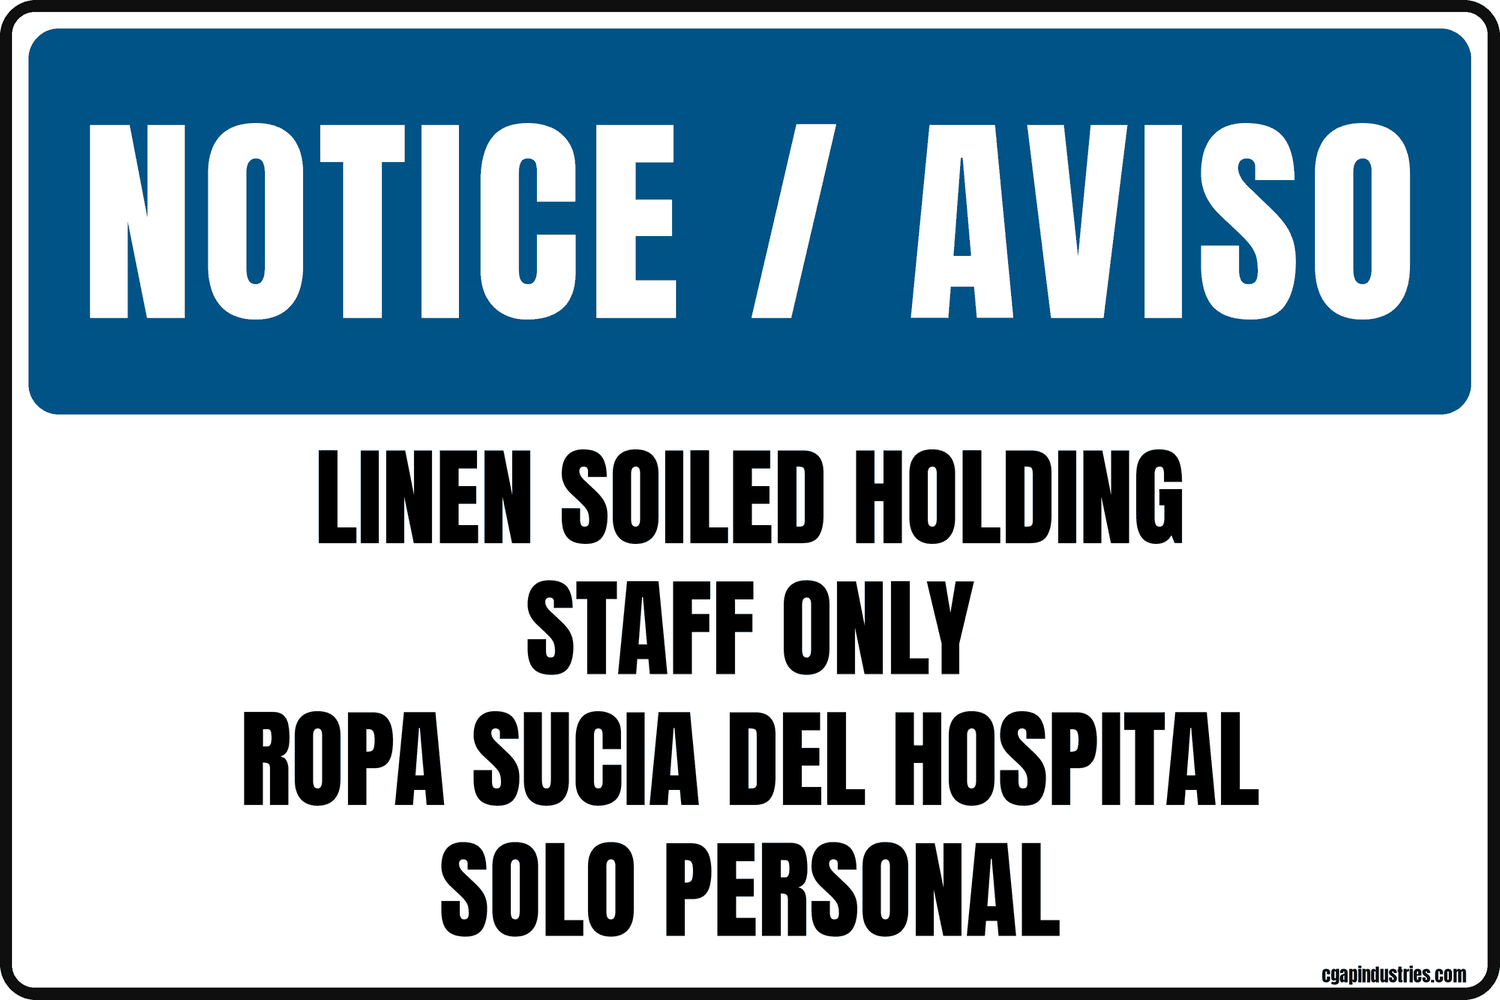 NOTICE / AVISO
LINEN SOILED HOLDING
STAFF ONLY
ROPA SUCIA DEL HOSPITAL
SOLO PERSONAL
cgapindustries.com